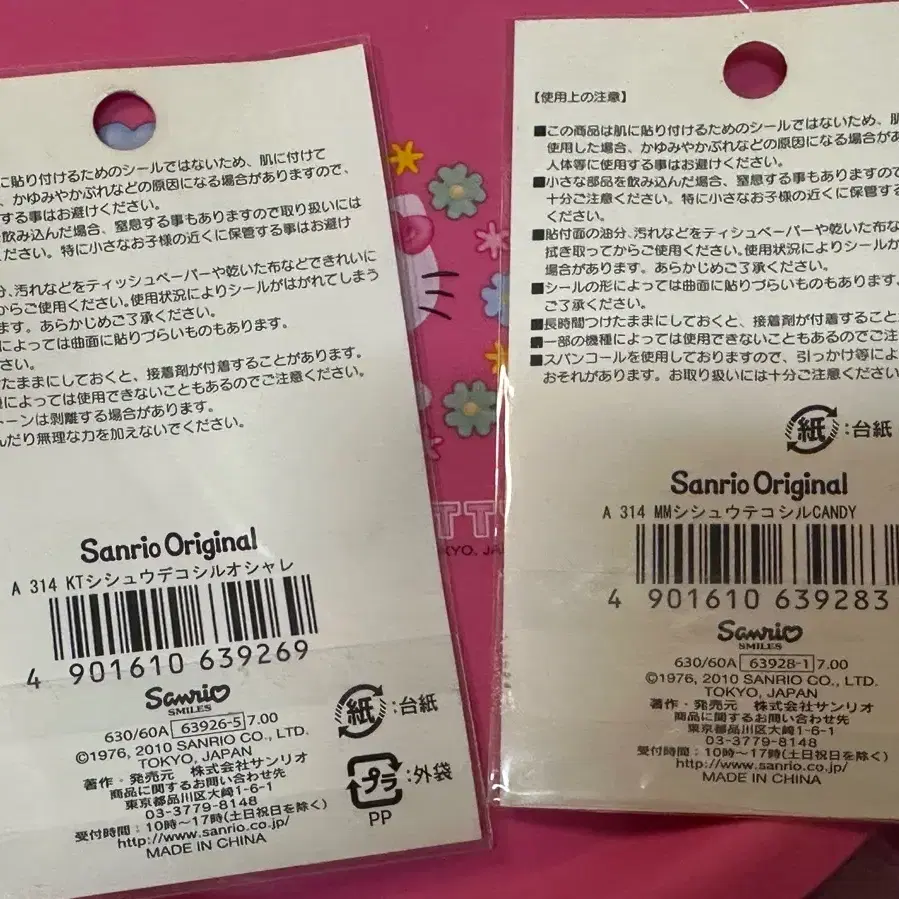 に貼り付けるためのシールではないため、肌に付けて
、かゆみやかぶれなどの原因になる場合がありますので、
する事はお避けください。
飲み込んだ場合、窒息する事もありますので取り扱いには
ください。特に小さなお子様の近くに保管する事はお避け
分、汚れなどをティッシュペーパーや乾いた布などできれいに
からご使用ください。使用状況によりシールがはがれてしまう
ます。あらかじめご了承ください。
によっては曲面に貼りづらいものもあります。
さい。
たままにしておくと、接着剤が付着することがあります。
種によっては使用できないこともあるのでご注意ください。
トーンは剥離する場合があります。
んだり無理な力を加えないでください。
Sanrio Original
A 314 KTシシュウデコシルオシャレ
4 901610 639269
Sanrio
SMILES
630/60A 63926-5 7.00
©1976, 2010 SANRIO CO., LTD.
TOKYO, JAPAN
著作・発売元 株式会社サンリオ
商品に関するお問い合わせ先
東京都品川区大崎1-6-1
03-3779-8148
受付時間：10時〜17時(土日祝日を除く)
http://www.sanrio.co.jp/
MADE IN CHINA
紙:台紙
プラ:外袋
PP
【使用上の注意】
■この商品は肌に貼り付けるためのシールではないため、肌
使用した場合、かゆみやかぶれなどの原因になる場合があ
人体等に使用する事はお避けください。
■小さな部品を飲み込んだ場合、窒息する事もありますので
十分ご注意ください。特に小さなお子様の近くに保管する
ください。
■貼付面の油分、汚れなどをティシュペーパーや乾いた布な
拭き取ってからご使用ください。使用状況によりシールが
場合があります。あらかじめご了承ください。
■シールの形によっては曲面に貼りづらいものもあります。
ご了承ください。
■長時間つけたままにしておくと、接着剤が付着すること
■一部の機種によっては使用できないこともあるのでご注
■スパンコールを使用しておりますので、引っかけ等によ
おそれがあります。お取り扱いには十分ご注意ください
紙:台紙
Sanrio Original
A 314 MMシシュウテコシルCANDY
4 901610 639283
Sanrio
SMILES
630/60A 63928-1 7.00
©1976, 2010 SANRIO CO., LTD.
TOKYO, JAPAN
著作・発売元 株式会社サンリオ
商品に関するお問い合わせ先
東京都品川区大崎1-6-1
03-3779-8148
受付時間：10時〜17時(土日祝日を除く)
http://www.sanrio.co.jp/
MADE IN CHINA